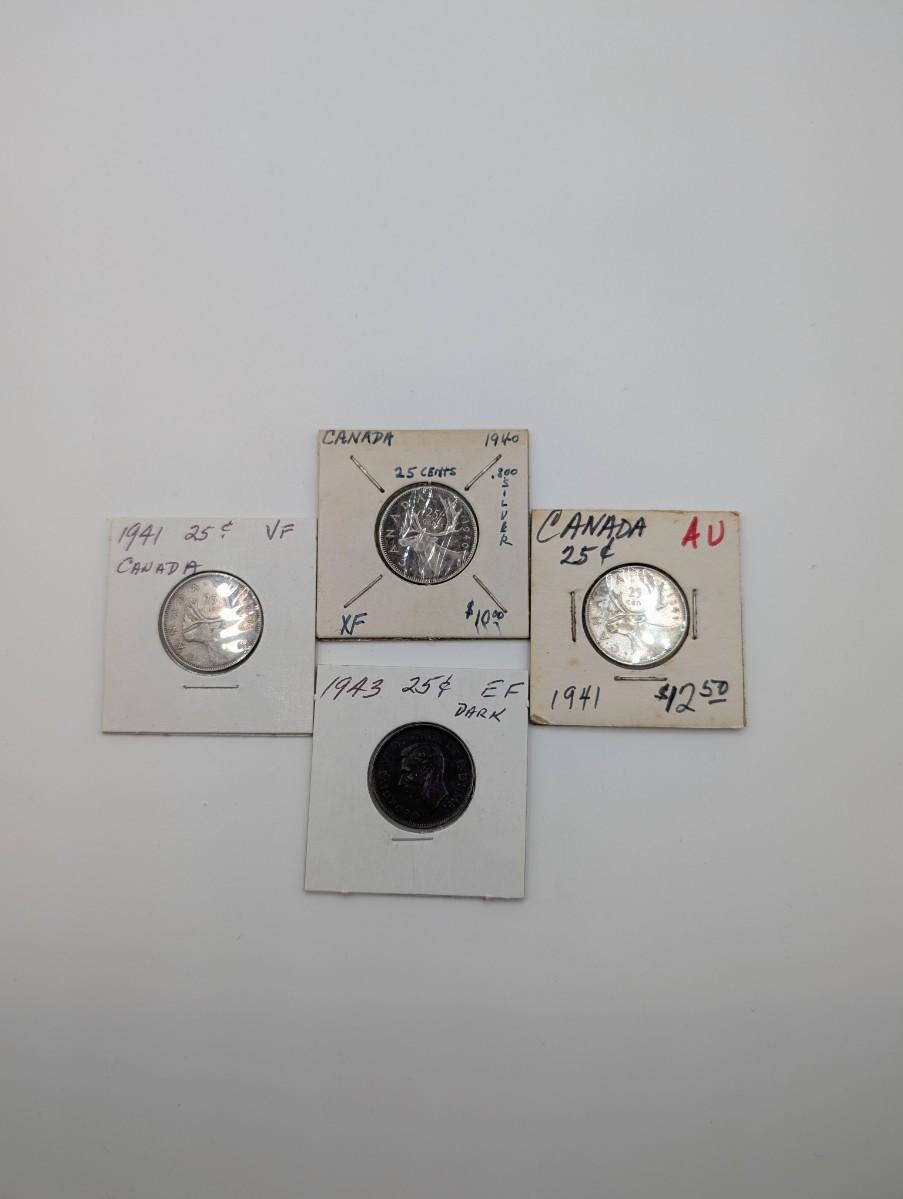 CANADA 1940
25 CENTS
.800 SILVER
XF $10.00
1941 25¢ VF
CANADA
CANADA AU
25¢
1941 $12.50
1943 25¢ EF
DARK